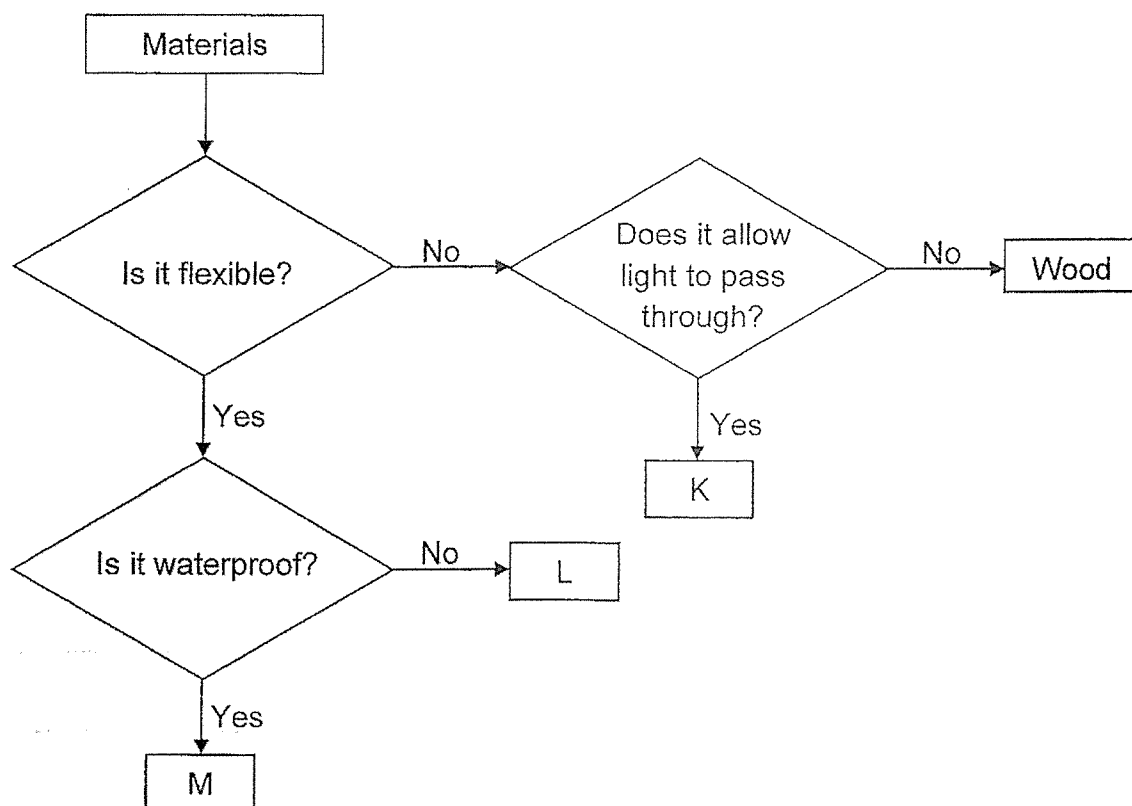 Materials
Is it flexible?
No
Does it allow
light to pass
through?
No
Wood
Yes
Yes
K
Is it waterproof?
No
L
Yes
M